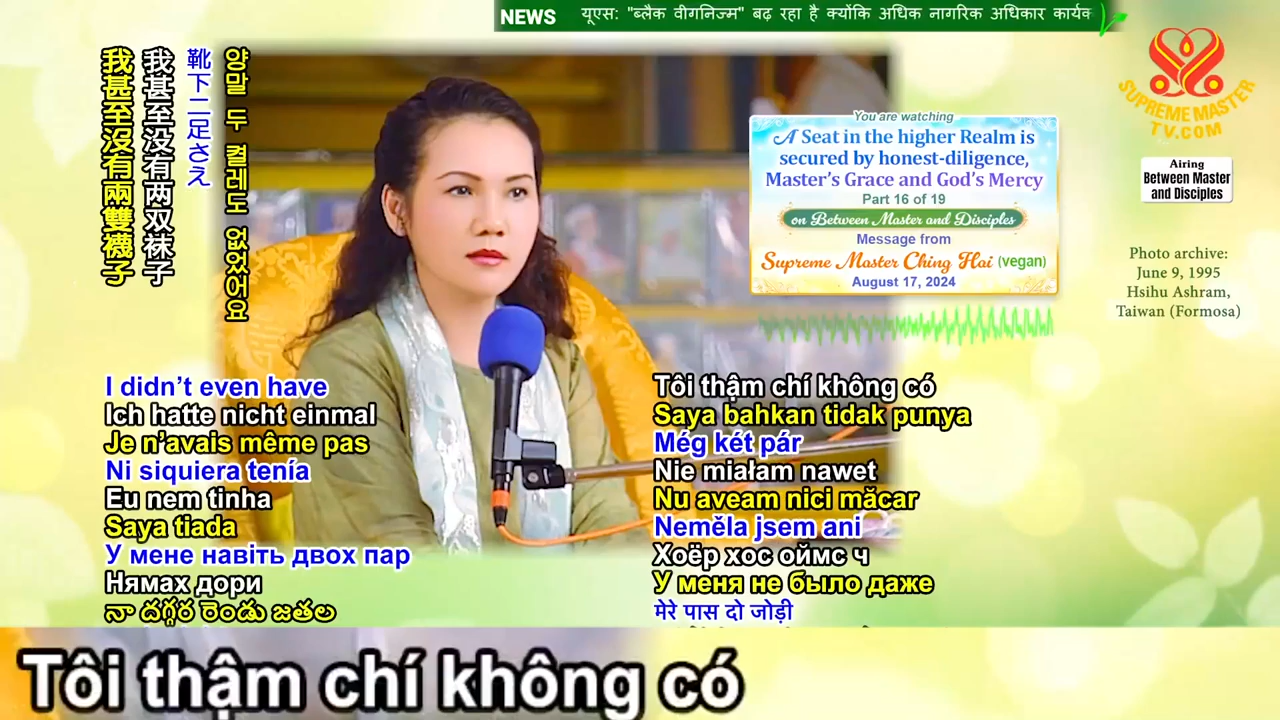 NEWS
यूएस: "ब्लैक वीगनिज्म" बढ़ रहा है क्योंकि अधिक नागरिक अधिकार कार्यक
SUPREME MASTER
TV.COM
Airing
Between Master
and Disciples
You are watching
A Seat in the higher Realm is
secured by honest-diligence,
Master's Grace and God's Mercy
Part 16 of 19
on Between Master and Disciples
Message from
Supreme Master Ching Hai (vegan)
August 17, 2024
Photo archive:
June 9, 1995
Hsihu Ashram,
Taiwan (Formosa)
我甚至沒有兩雙襪子
我甚至没有两双袜子
靴下二足さえ
양말 두 켤레도 없었어요
I didn't even have
Ich hatte nicht einmal
Je n'avais même pas
Ni siquiera tenía
Eu nem tinha
Saya tiada
У мене навіть двох пар
Нямах дори
నా దగ్గర రెండు జతల
Tôi thậm chí không có
Saya bahkan tidak punya
Még két pár
Nie miałam nawet
Nu aveam nici măcar
Neměla jsem ani
Хоёр хос оймс ч
У меня не было даже
मेरे पास दो जोड़ी
Tôi thậm chí không có